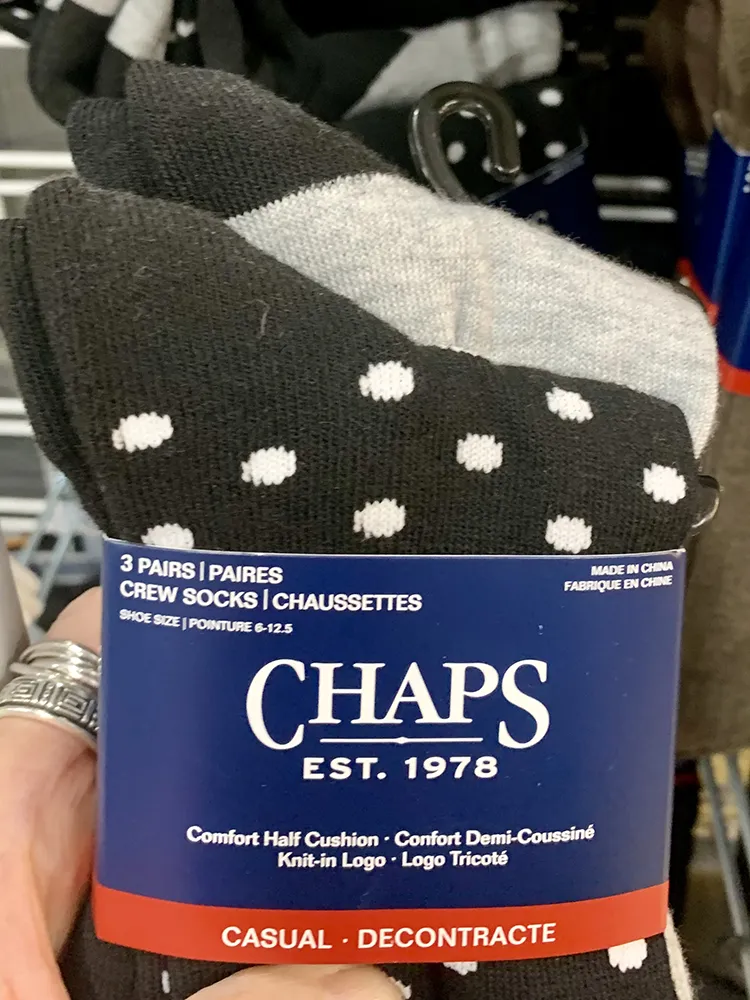 3 PAIRS | PAIRES
CREW SOCKS | CHAUSSETTES
SHOE SIZE | POINTURE 6-12.5
MADE IN CHINA
FABRIQUE EN CHINE
CHAPS
EST. 1978
Comfort Half Cushion · Confort Demi-Coussiné
Knit-in Logo · Logo Tricoté
CASUAL · DECONTRACTE